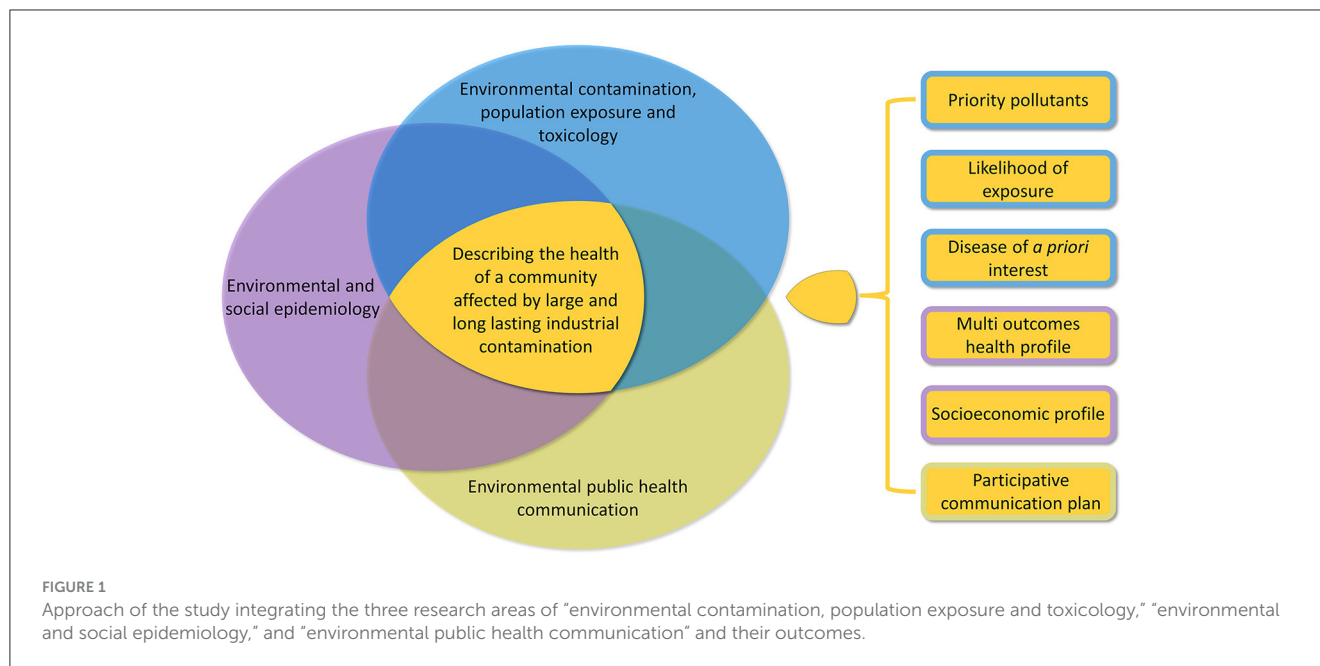 Environmental contamination,
population exposure and
toxicology
Environmental and
social epidemiology
Describing the health
of a community
affected by large and
long lasting industrial
contamination
Environmental public health
communication
Priority pollutants
Likelihood of
exposure
Disease of a priori
interest
Multi outcomes
health profile
Socioeconomic profile
Participative
communication plan
FIGURE 1
Approach of the study integrating the three research areas of “environmental contamination, population exposure and toxicology,” “environmental
and social epidemiology,” and “environmental public health communication” and their outcomes.